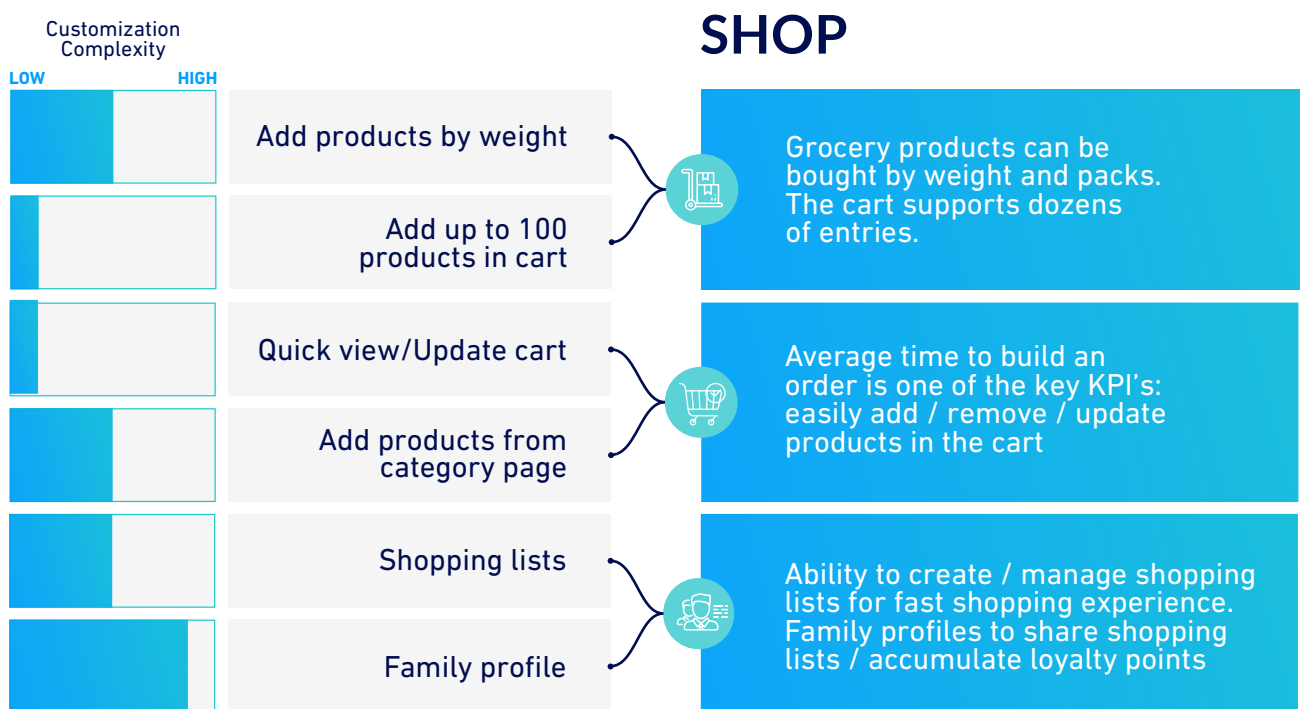 Customization
Complexity
LOW
HIGH
SHOP
Add products by weight
Add up to 100
products in cart
Grocery products can be
bought by weight and packs.
The cart supports dozens
of entries.
Quick view/Update cart
Add products from
category page
Average time to build an
order is one of the key KPI's:
easily add / remove / update
products in the cart
Shopping lists
Family profile
Ability to create / manage shopping
lists for fast shopping experience.
Family profiles to share shopping
lists / accumulate loyalty points